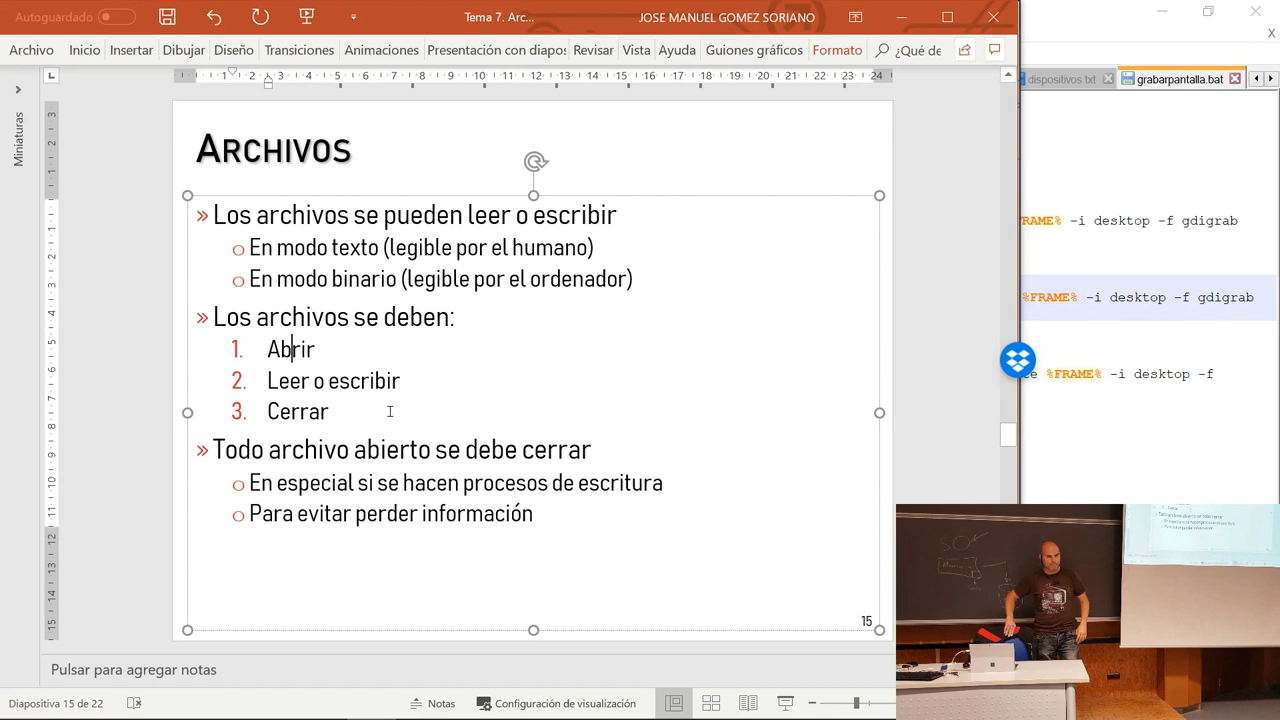 Autoguardado
Tema 7. Arc...
JOSE MANUEL GOMEZ SORIANO
Archivo Inicio Insertar Dibujar Diseño Transiciones Animaciones Presentación con diapos Revisar Vista Ayuda Guiones gráficos Formato ¿Qué de
dispositivos.txt
grabarpantalla.bat
Miniaturas
ARCHIVOS
» Los archivos se pueden leer o escribir
o En modo texto (legible por el humano)
o En modo binario (legible por el ordenador)
» Los archivos se deben:
1. Abrir
2. Leer o escribir
3. Cerrar
» Todo archivo abierto se debe cerrar
o En especial si se hacen procesos de escritura
o Para evitar perder información
15
RAME% -i desktop -f gdigrab
%FRAME% -i desktop -f gdigrab
%FRAME% -i desktop -f
Pulsar para agregar notas
Diapositiva 15 de 22
Notas
Configuración de visualización